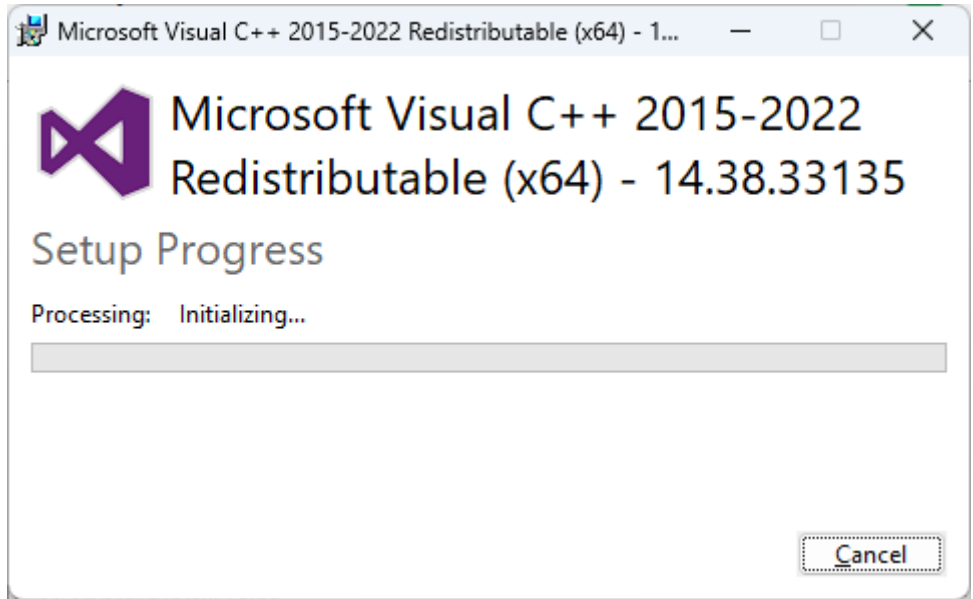 Microsoft Visual C++ 2015-2022 Redistributable (x64) - 1...
Microsoft Visual C++ 2015-2022
Redistributable (x64) - 14.38.33135
Setup Progress
Processing: Initializing...
Cancel